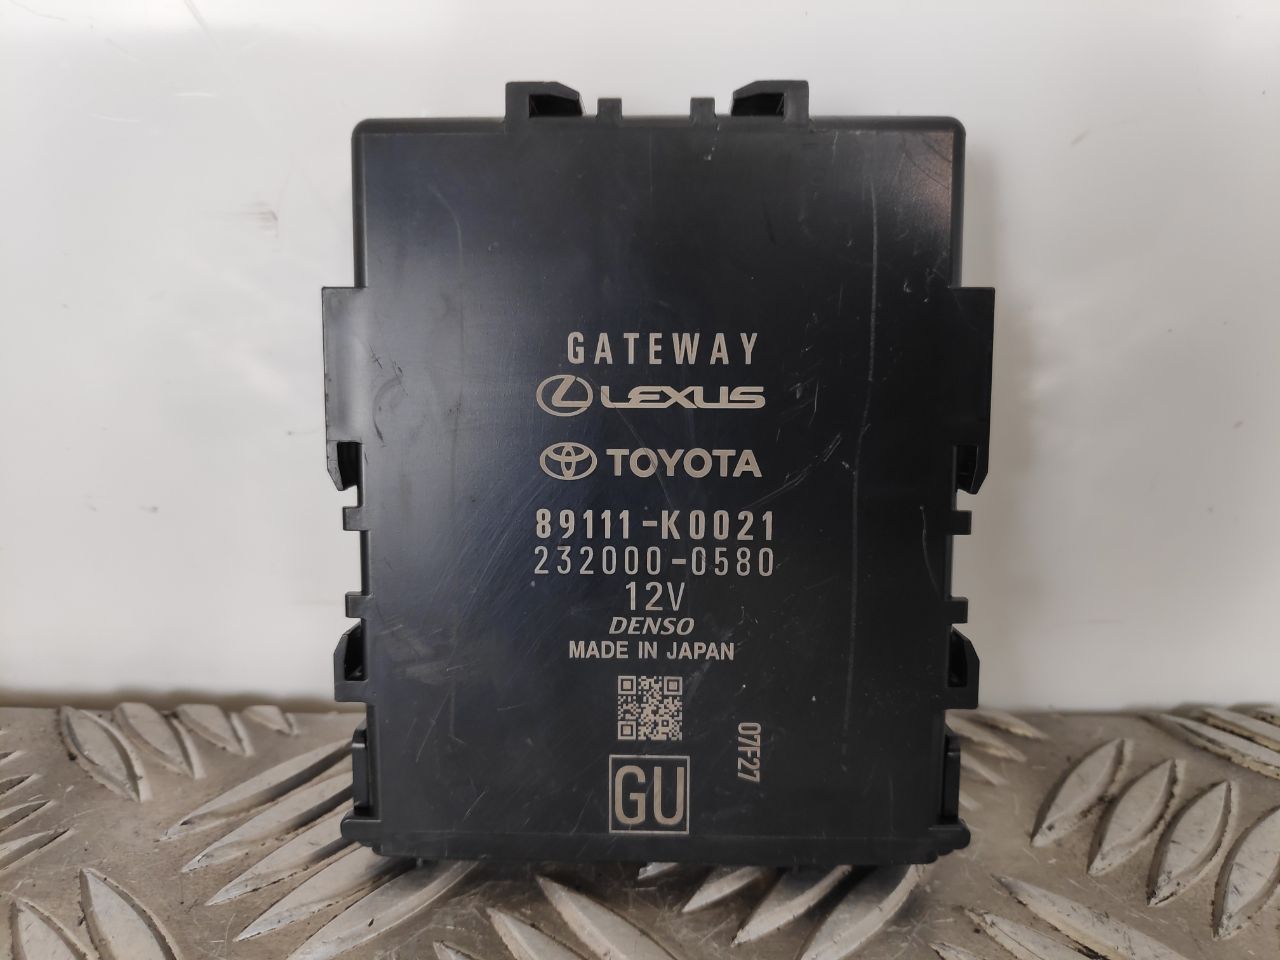 GATEWAY
LEXUS
TOYOTA
89111-K0021
232000-0580
12V
DENSO
MADE IN JAPAN
07F27
GU